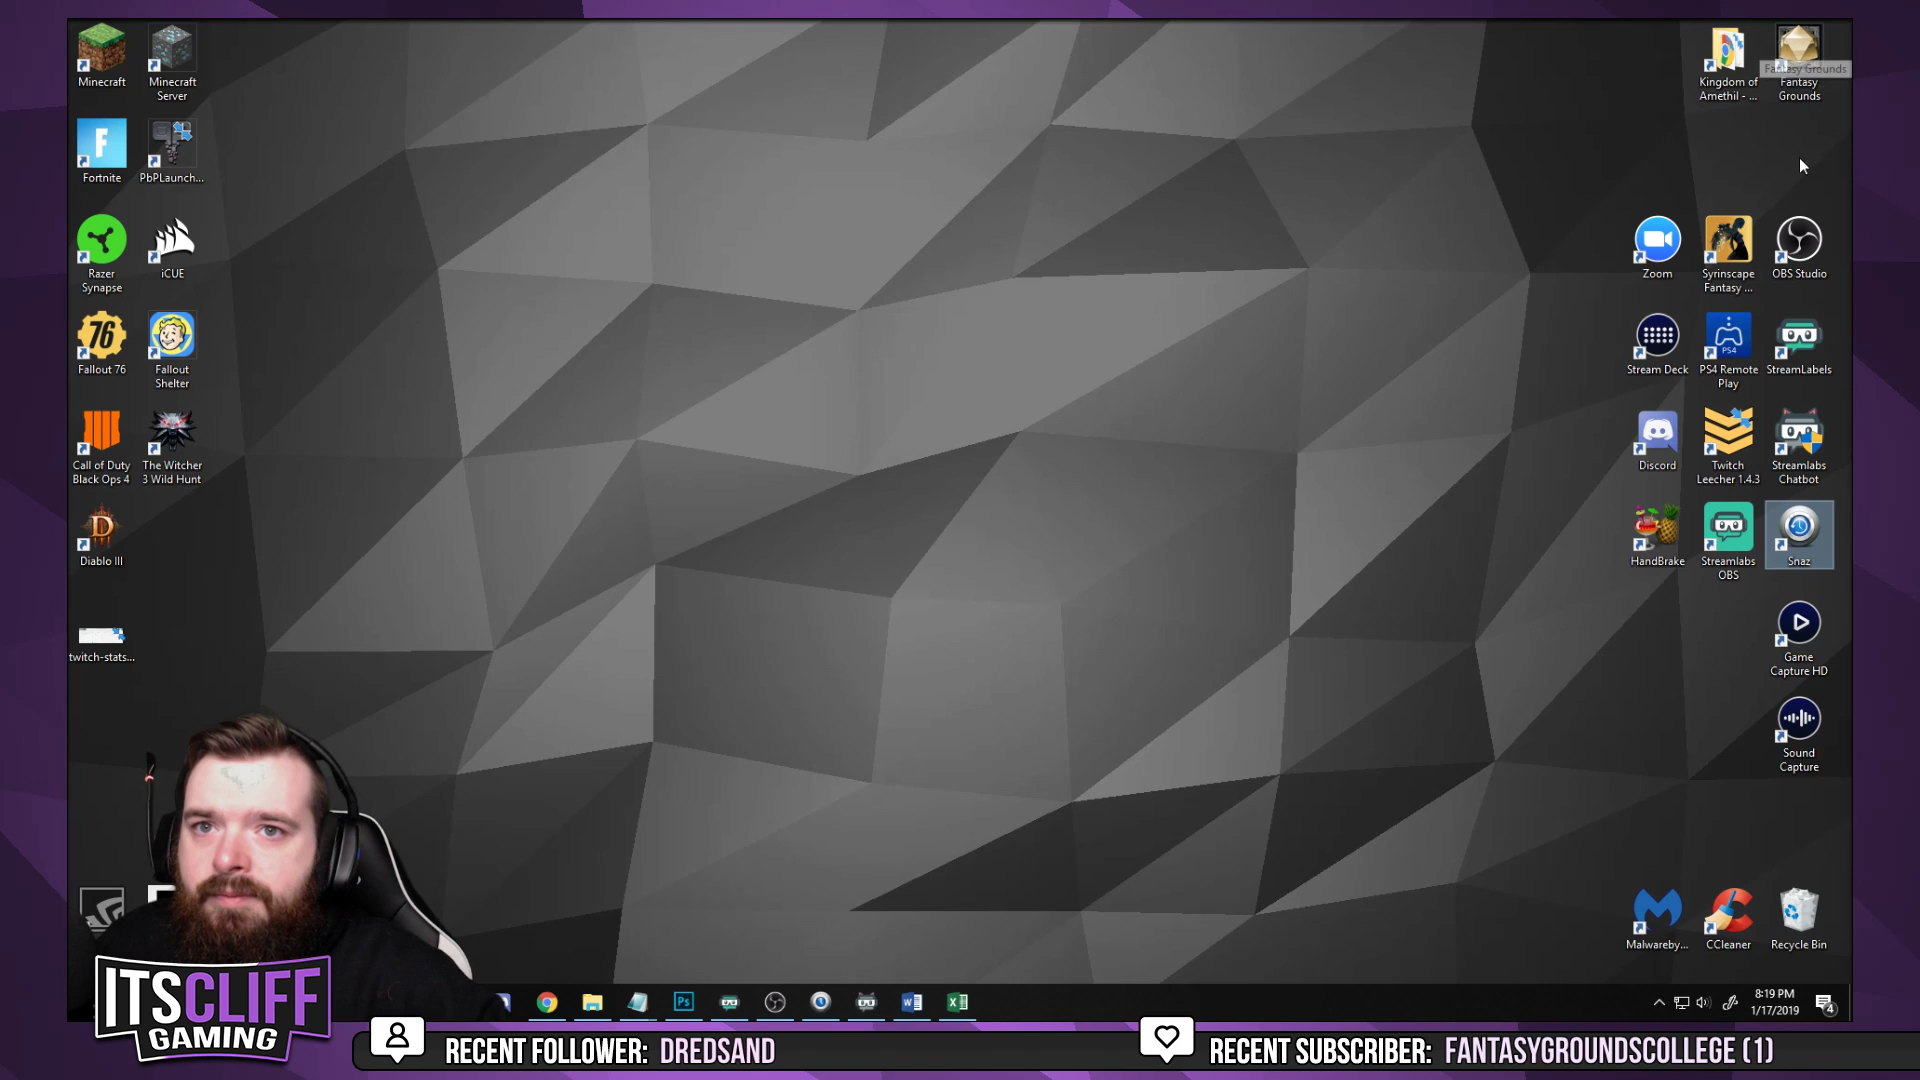 Minecraft
Minecraft
Server
Kingdom of
Amethil - ...
Fantasy Grounds
Fantasy
Grounds
F
Fortnite
PbPLaunch...
Razer
Synapse
iCUE
Zoom
Syrinscape
Fantasy ...
OBS Studio
76
Fallout 76
Fallout
Shelter
Stream Deck
PS4
PS4 Remote
Play
StreamLabels
Call of Duty
Black Ops 4
The Witcher
3 Wild Hunt
Discord
Twitch
Leecher 1.4.3
Streamlabs
Chatbot
D
Diablo III
HandBrake
Streamlabs
OBS
Snaz
twitch-stats...
Game
Capture HD
Sound
Capture
Malwareby...
CCleaner
Recycle Bin
Ps
8:19 PM
1/17/2019
4
ITSCLIFF
GAMING
RECENT FOLLOWER: DREDSAND
RECENT SUBSCRIBER: FANTASYGROUNDSCOLLEGE (1)